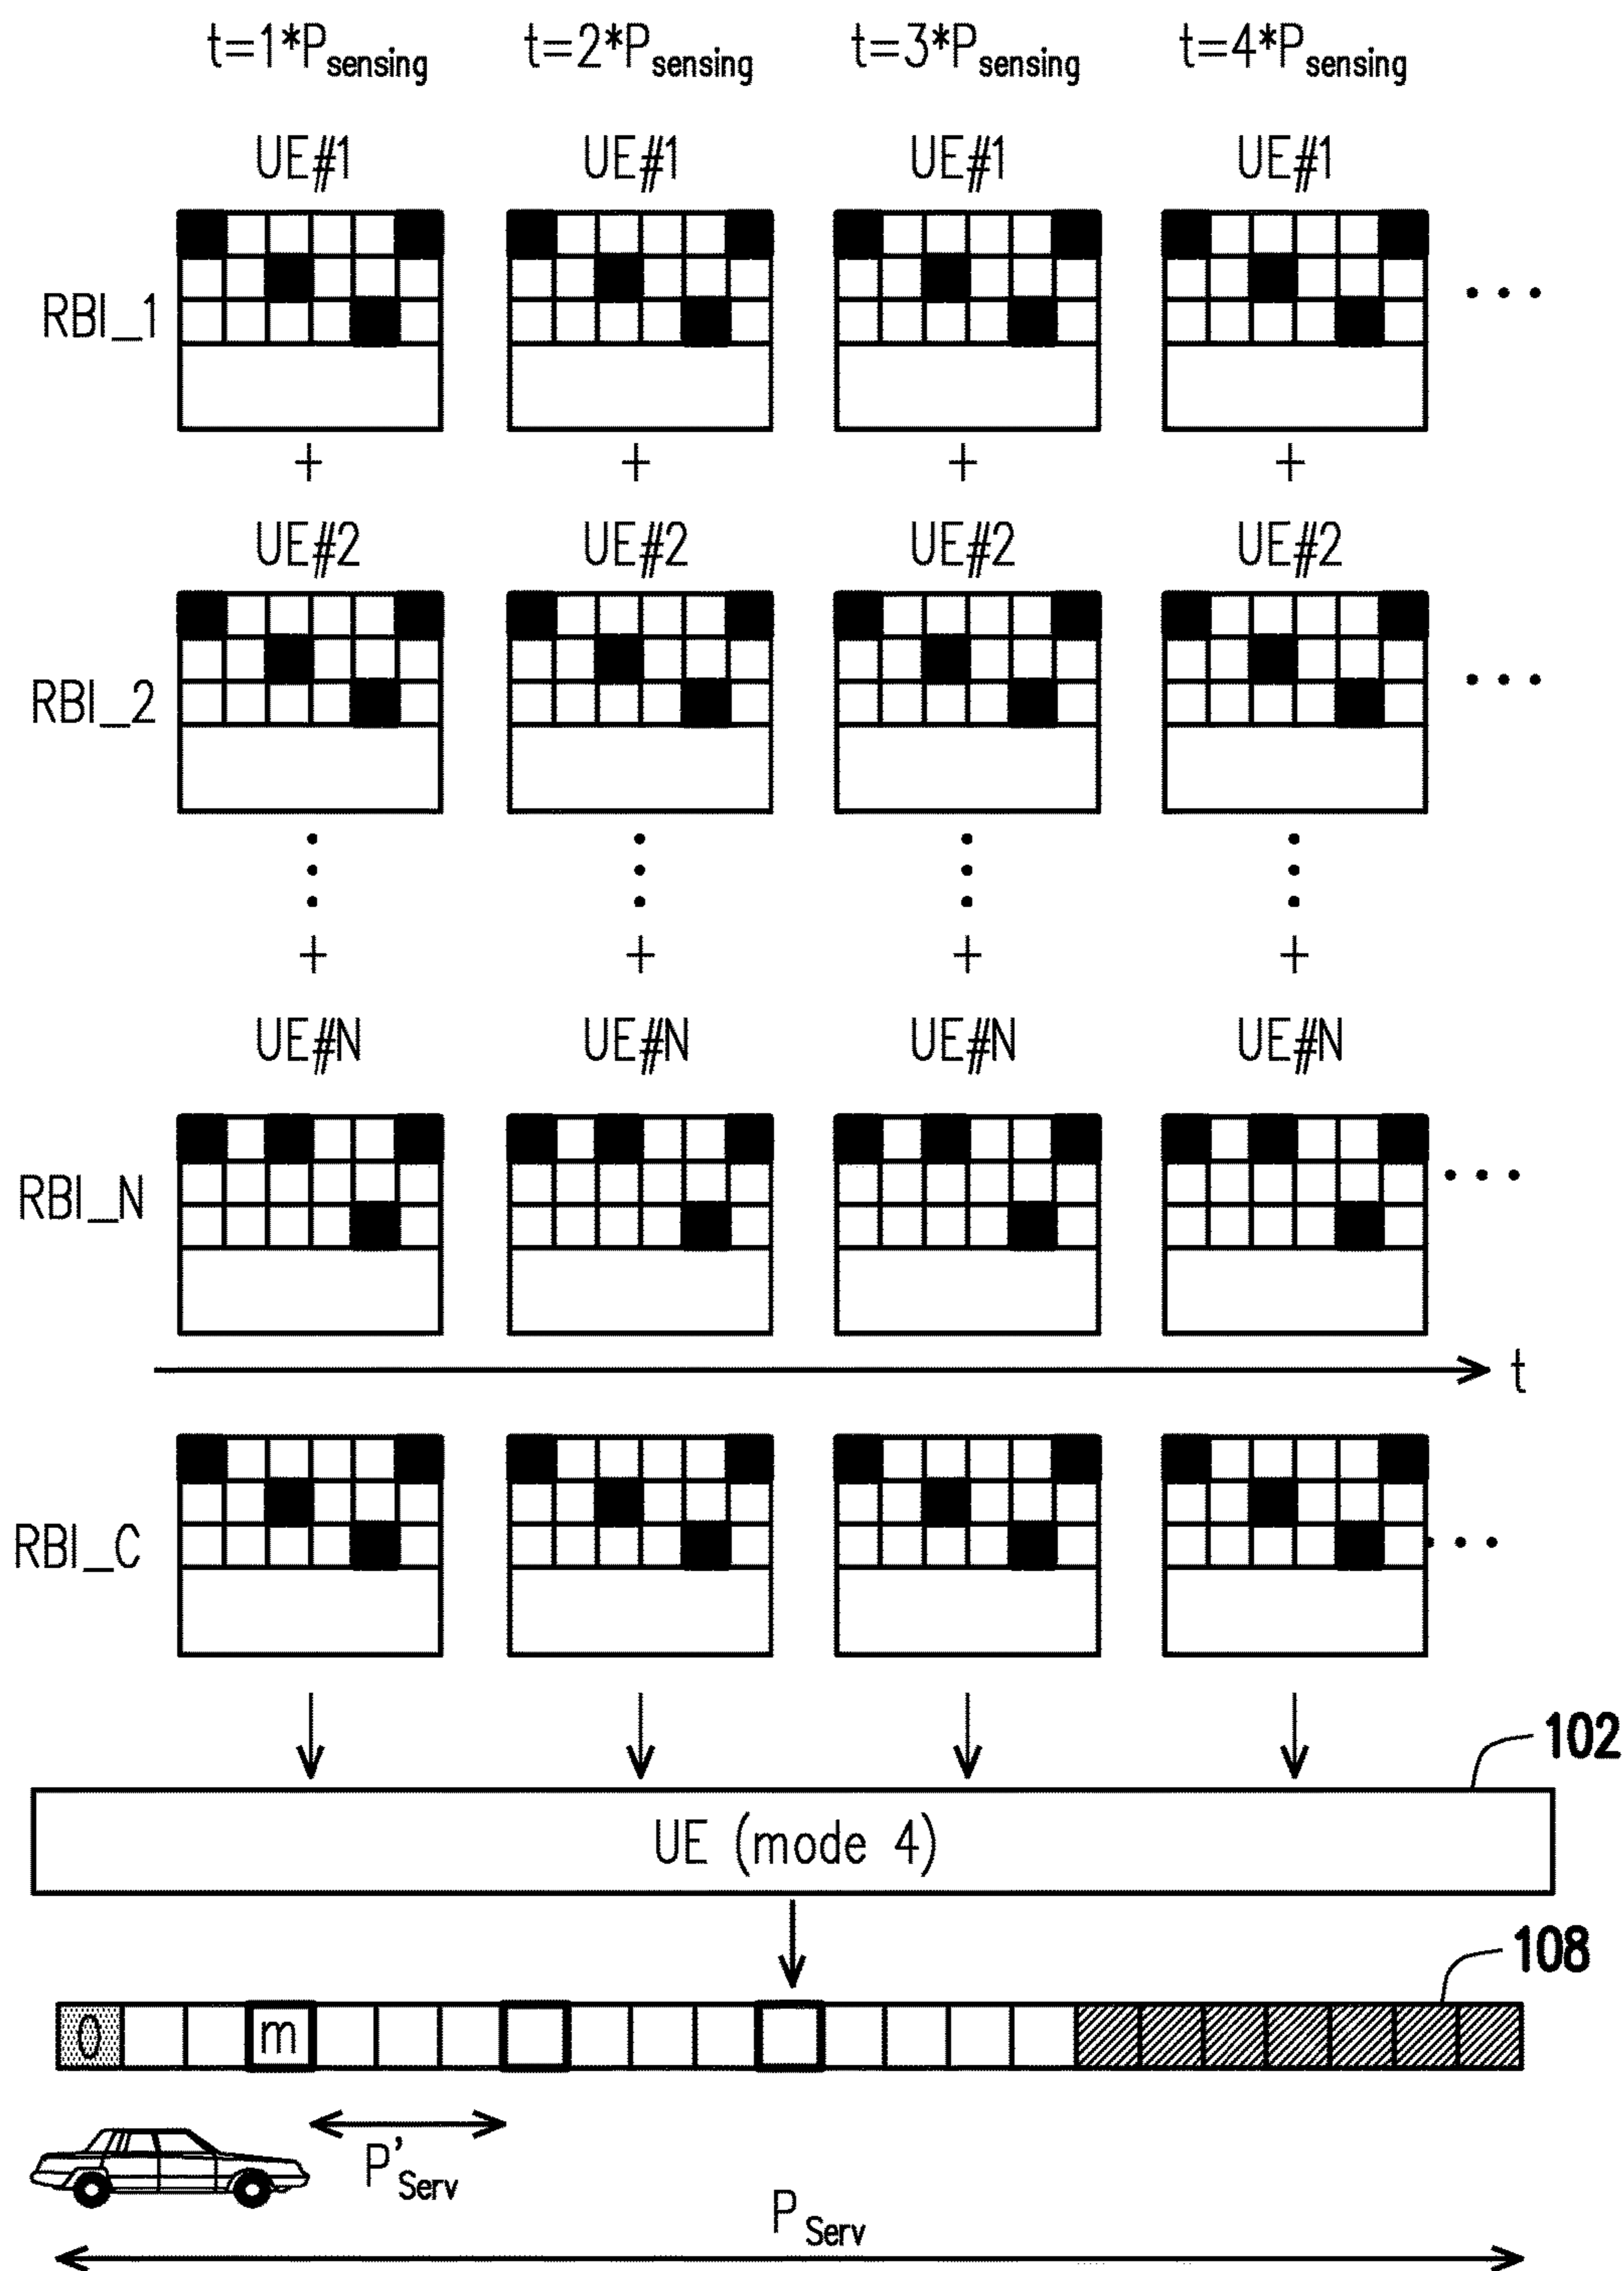 t=1*Psensing t=2*Psensing t=3*Psensing t=4*Psensing
UE#1 UE#1 UE#1 UE#1
RBI_1 • • •
+ + + +
UE#2 UE#2 UE#2 UE#2
RBI_2 • • •
+ + + +
UE#N UE#N UE#N UE#N
RBI_N • • •
t
RBI_C • • •
102
UE (mode 4)
108
0 m
P'Serv
PServ